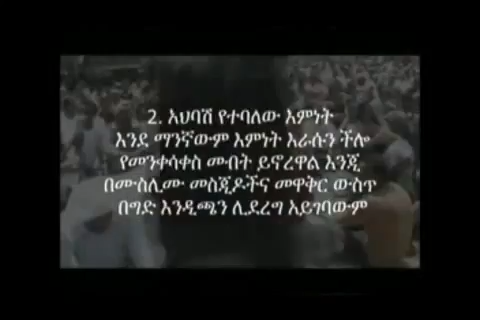 2. አህባሽ የተባለው እምነት
እንደ ማንኛውም እምነት እራሱን ችሎ
የመንቀሳቀስ መብት ይኖረዋል እንጂ
በሙስሊሙ መስጂዶችና መዋቅር ውስጥ
በግድ እንዲጫን ሊደረግ አይገባውም